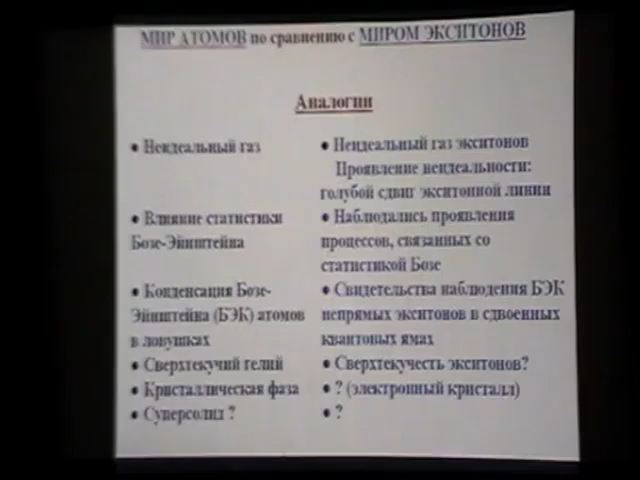 МИР АТОМОВ по сравнению с МИРОМ ЭКСИТОНОВ
Аналогии
● Неидеальный газ
● Неидеальный газ экситонов
Проявление неидеальности:
голубой сдвиг экситонной линии
● Влияние статистики
Бозе-Эйнштейна
● Наблюдались проявления
процессов, связанных со
статистикой Бозе
● Конденсация Бозе-
Эйнштейна (БЭК) атомов
в ловушках
● Свидетельства наблюдения БЭК
непрямых экситонов в сдвоенных
квантовых ямах
● Сверхтекучий гелий
● Сверхтекучесть экситонов?
● Кристаллическая фаза
● ? (электронный кристалл)
● Суперсолид ?
● ?